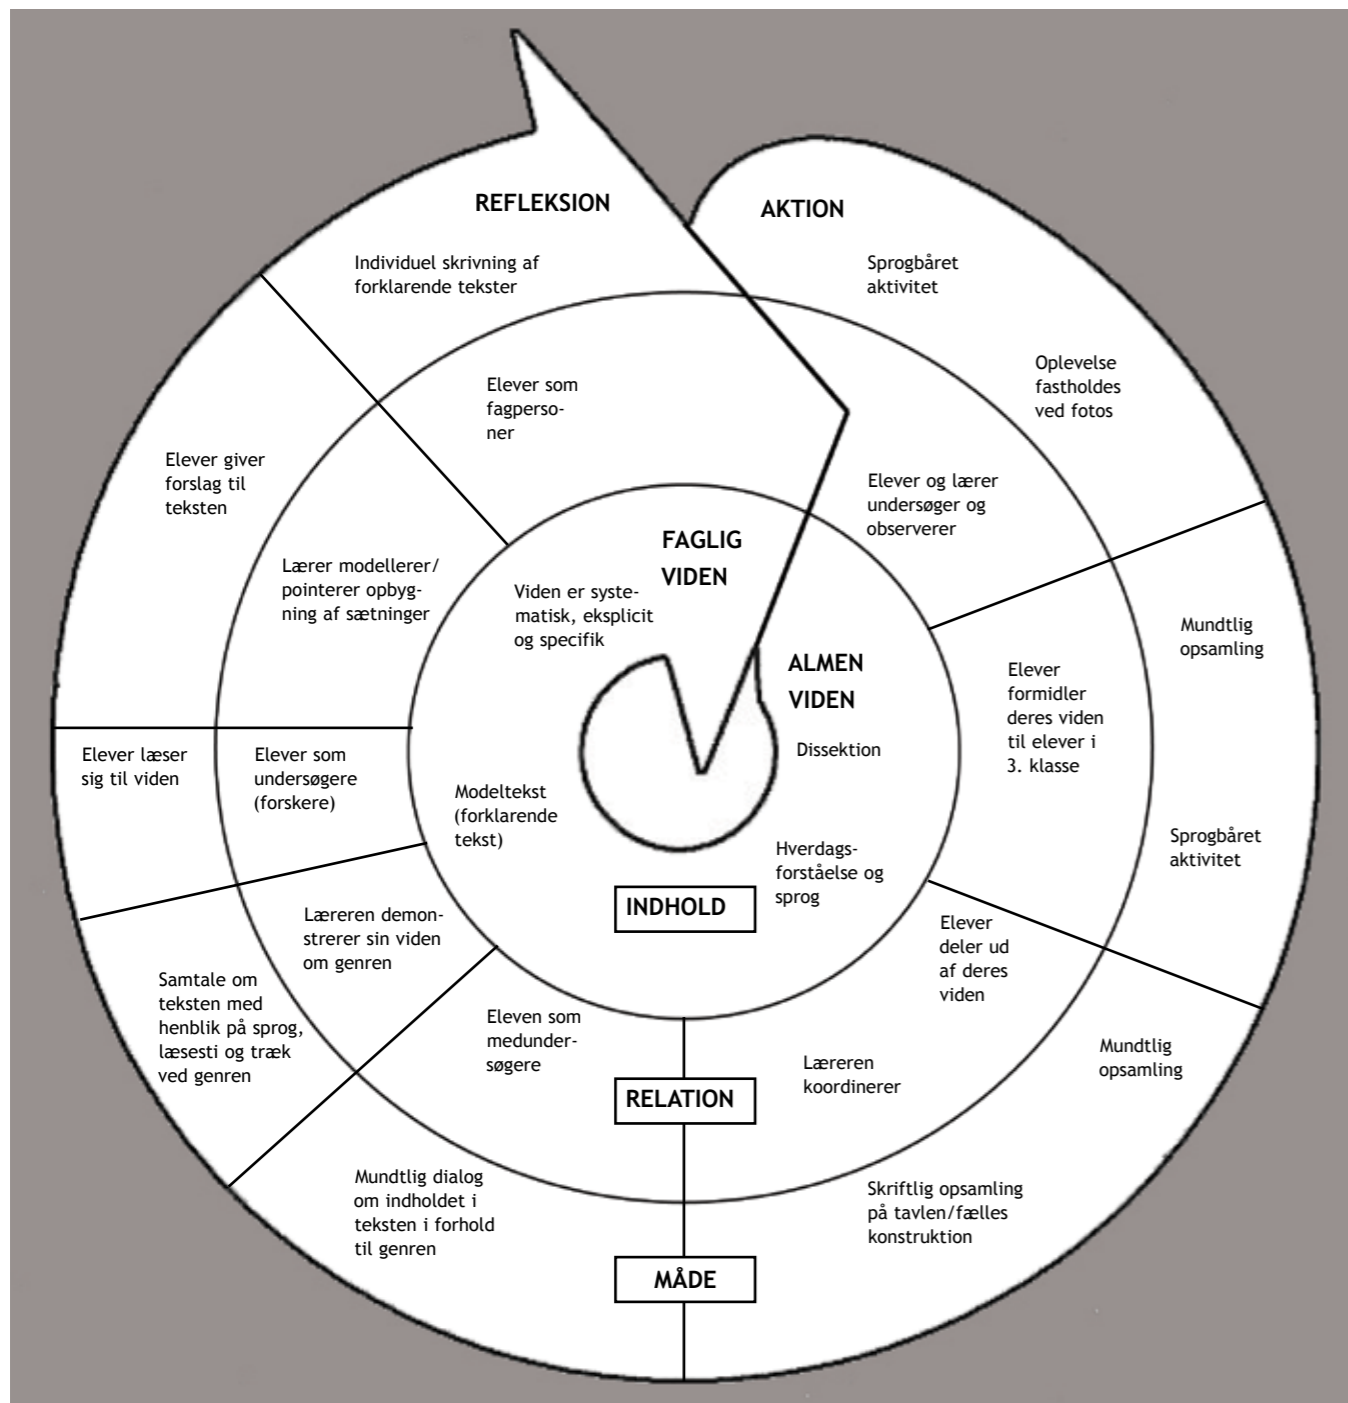 REFLEKSION
AKTION
Individuel skrivning af
forklarende tekster
Sprogbåret
aktivitet
Oplevelse
fastholdes
ved fotos
Elever som
fagperso-
ner
Elever giver
forslag til
teksten
Elever og lærer
undersøger og
observerer
Lærer modellerer/
pointerer opbyg-
ning af sætninger
FAGLIG
VIDEN
Viden er syste-
matisk, eksplicit
og specifik
ALMEN
VIDEN
Dissektion
Elever
formidler
deres viden
til elever i
3. klasse
Mundtlig
opsamling
Elever læser
sig til viden
Elever som
undersøgere
(forskere)
Modeltekst
(forklarende
tekst)
Hverdags-
forståelse og
sprog
Sprogbåret
aktivitet
INDHOLD
Læreren demon-
strerer sin viden
om genren
Elever
deler ud
af deres
viden
Samtale om
teksten med
henblik på sprog,
læsesti og træk
ved genren
Eleven som
medunder-
søgere
RELATION
Læreren
koordinerer
Mundtlig
opsamling
Mundtlig dialog
om indholdet i
teksten i forhold
til genren
MÅDE
Skriftlig opsamling
på tavlen/fælles
konstruktion